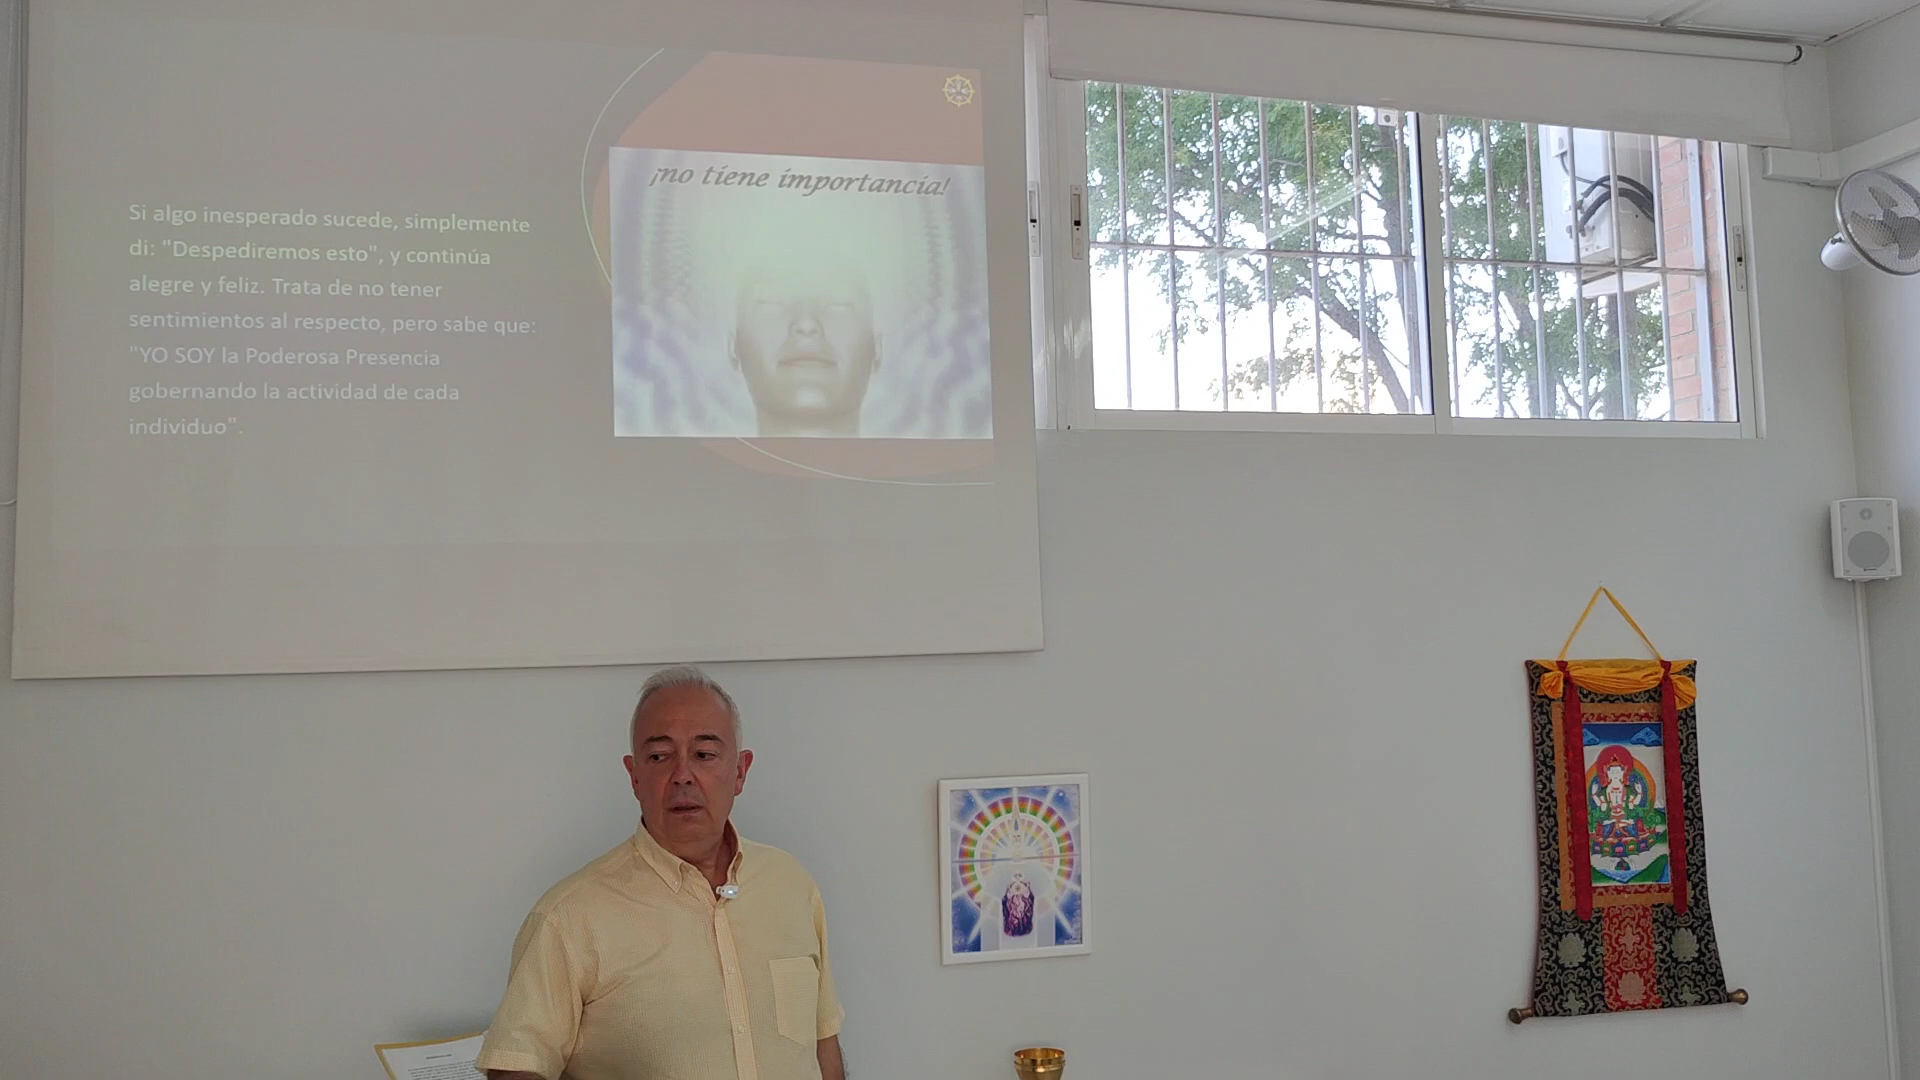 Si algo inesperado sucede, simplemente
di: "Despediremos esto", y continúa
alegre y feliz. Trata de no tener
sentimientos al respecto, pero sabe que:
"YO SOY la Poderosa Presencia
gobernando la actividad de cada
individuo".
¡no tiene importancia!